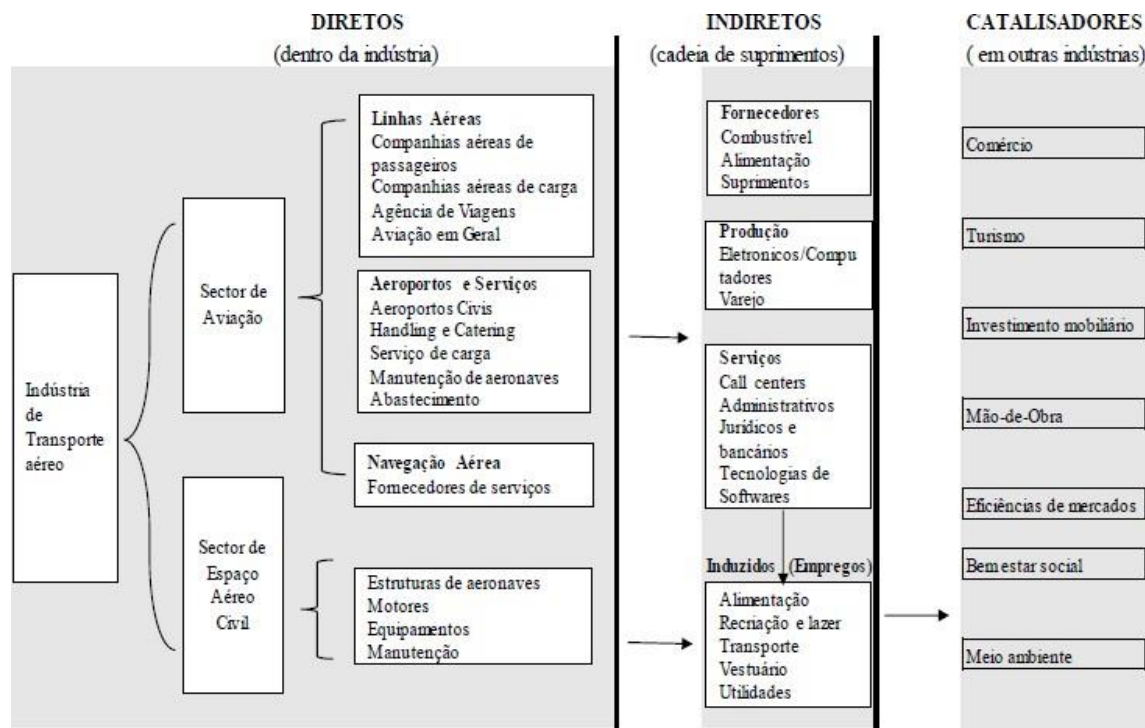 DIRETOS
(dentro da indústria)
INDIRETOS
(cadeia de suprimentos)
CATALISADORES
( em outras indústrias)
Indústria
de
Transporte
aéreo
Sector de
Aviação
Sector de
Espaço
Aéreo
Civil
Linhas Aéreas
Companhias aéreas de
passageiros
Companhias aéreas de carga
Agência de Viagens
Aviação em Geral
Aeroportos e Serviços
Aeroportos Civis
Handling e Catering
Serviço de carga
Manutenção de aeronaves
Abastecimento
Navegação Aérea
Fornecedores de serviços
Estruturas de aeronaves
Motores
Equipamentos
Manutenção
Fornecedores
Combustível
Alimentação
Suprimentos
Produção
Eletronicos/Compu
tadores
Varejo
Serviços
Call centers
Administrativos
Jurídicos e
bancários
Tecnologias de
Softwares
Induzidos (Empregos)
Alimentação
Recriação e lazer
Transporte
Vestuário
Utilidades
Comércio
Turismo
Investimento mobiliário
Mão-de-Obra
Eficiências de mercados
Bem estar social
Meio ambiente